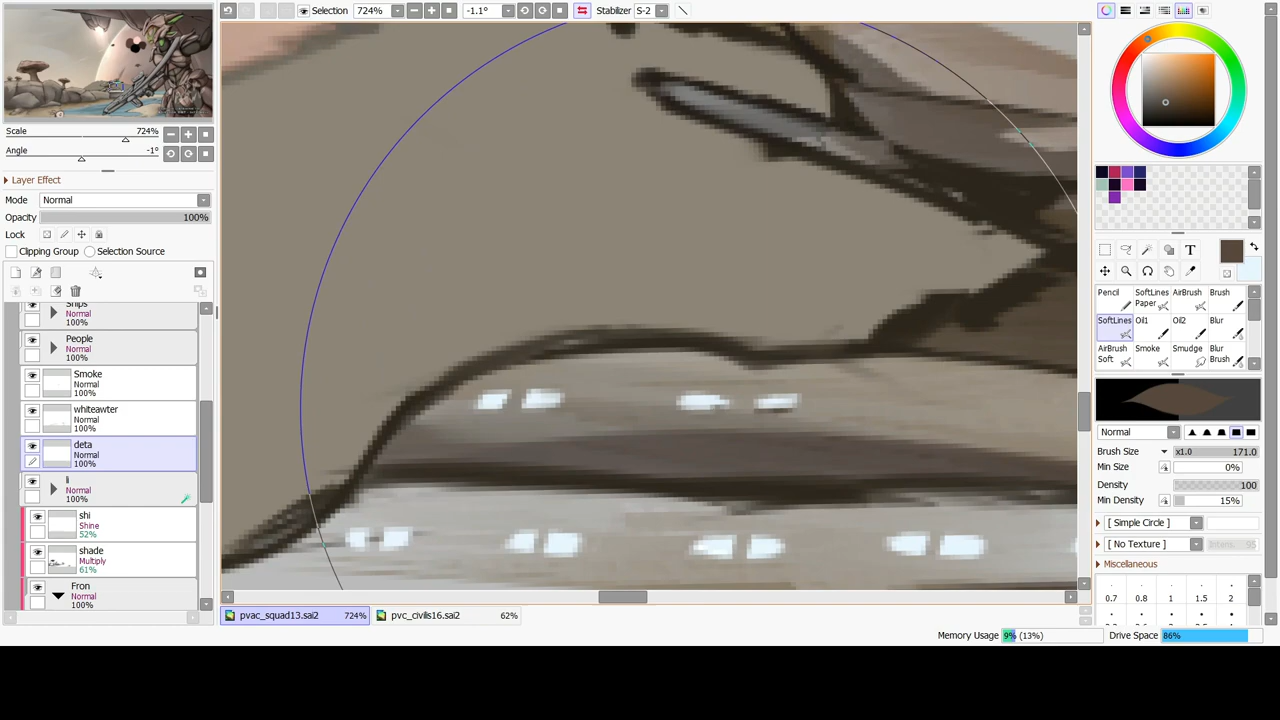 Selection 724% -1.1° Stabilizer S-2
Scale 724%
Angle -1°
Layer Effect
Mode Normal
Opacity 100%
Lock
Clipping Group Selection Source
Ships
Normal
100%
People
Normal
100%
Smoke
Normal
100%
whiteawter
Normal
100%
deta
Normal
100%
Normal
100%
shi
Shine
52%
shade
Multiply
61%
Fron
Normal
100%
pvac_squad13.sai2 724% pvc_civils16.sai2 62%
Memory Usage 9% (13%) Drive Space 86%
T
Pencil SoftLines Paper AirBrush Brush
SoftLines Oil1 Oil2 Blur
AirBrush Soft Smoke Smudge Blur Brush
Normal
Brush Size x1.0 171.0
Min Size 0%
Density 100
Min Density 15%
[ Simple Circle ]
[ No Texture ]
Miscellaneous
0.7 0.8 1 1.5 2